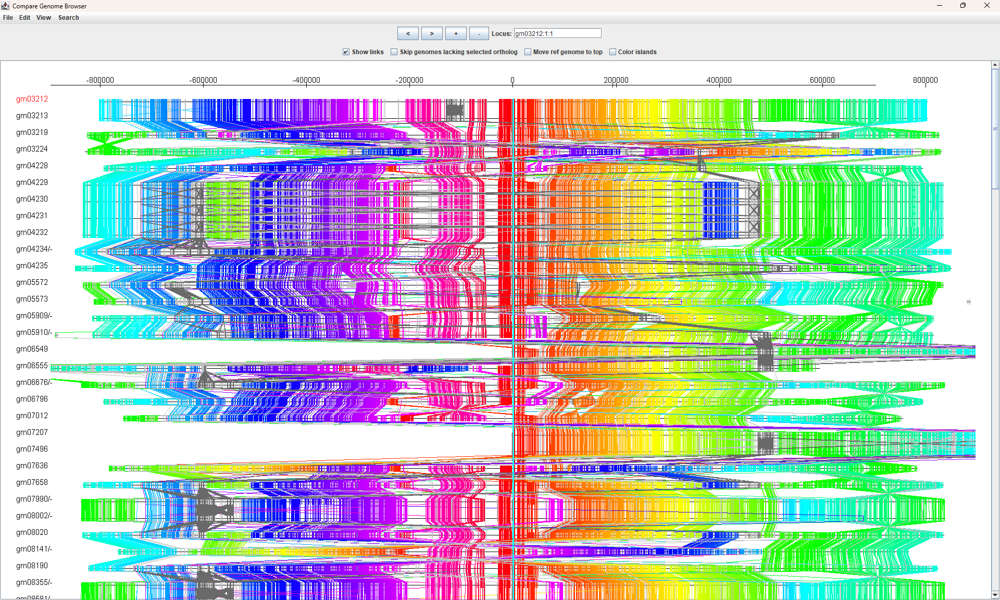 Compare Genome Browser
File Edit View Search
< > + - Locus: gm03212:1:1
Show links Skip genomes lacking selected ortholog Move ref genome to top Color islands
-800000 -600000 -400000 -200000 0 200000 400000 600000 800000
gm03212
gm03213
gm03219
gm03224
gm04228
gm04229
gm04230
gm04231
gm04232
gm04234/-
gm04235
gm05572
gm05573
gm05909/-
gm05910/-
gm06549
gm06555
gm06676/-
gm06796
gm07012
gm07207
gm07496
gm07636
gm07658
gm07990/-
gm08002/-
gm08020
gm08141/-
gm08190
gm08355/-